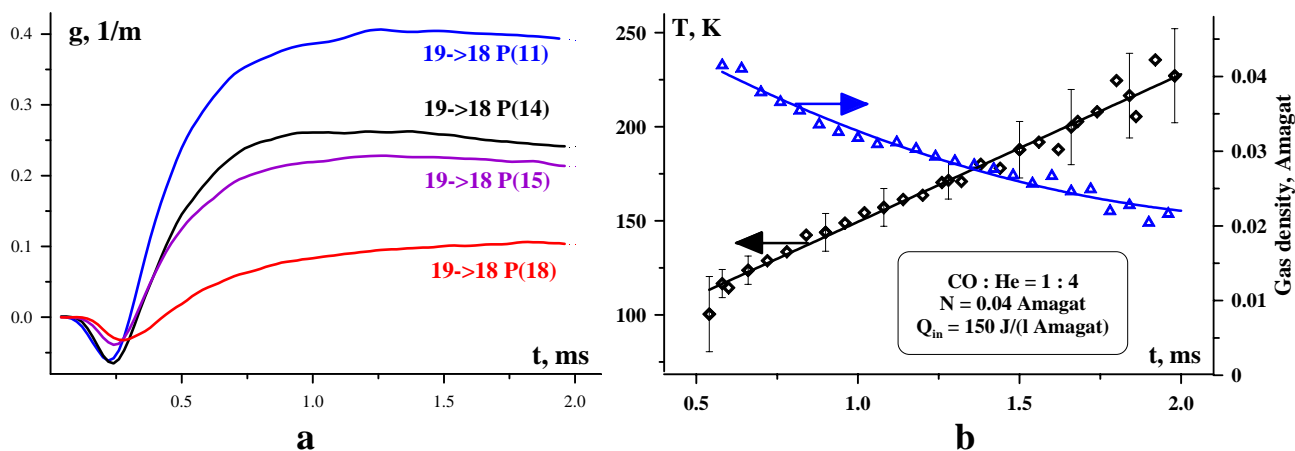 g, 1/m
0.4
0.3
0.2
0.1
0.0
19->18 P(11)
19->18 P(14)
19->18 P(15)
19->18 P(18)
t, ms
0.5
1.0
1.5
2.0
a
T, K
250
200
150
100
CO : He = 1 : 4
N = 0.04 Amagat
Qin = 150 J/(l Amagat)
t, ms
0.5
1.0
1.5
2.0
b
0.04
0.03
0.02
0.01
0
Gas density, Amagat